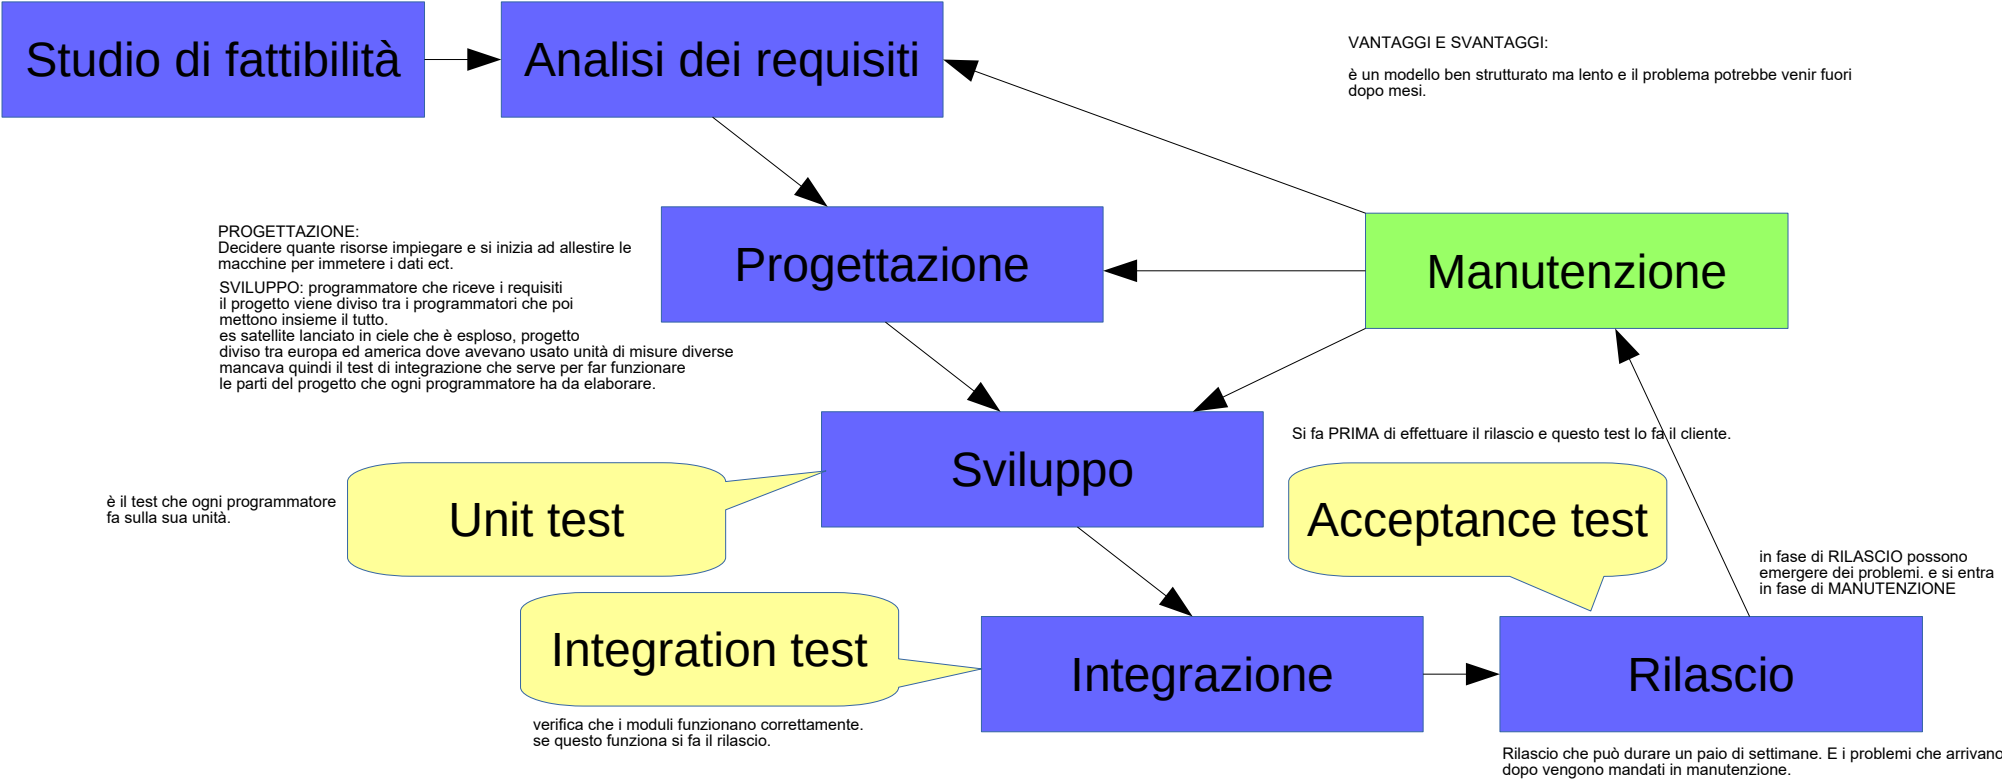 Studio di fattibilità
Analisi dei requisiti
VANTAGGI E SVANTAGGI:
è un modello ben strutturato ma lento e il problema potrebbe venir fuori
dopo mesi.
PROGETTAZIONE:
Decidere quante risorse impiegare e si inizia ad allestire le
macchine per immetere i dati ect.
SVILUPPO: programmatore che riceve i requisiti
il progetto viene diviso tra i programmatori che poi
mettono insieme il tutto.
es satellite lanciato in ciele che è esploso, progetto
diviso tra europa ed america dove avevano usato unità di misure diverse
mancava quindi il test di integrazione che serve per far funzionare
le parti del progetto che ogni programmatore ha da elaborare.
Progettazione
Manutenzione
Sviluppo
Si fa PRIMA di effettuare il rilascio e questo test lo fa il cliente.
è il test che ogni programmatore
fa sulla sua unità.
Unit test
Acceptance test
in fase di RILASCIO possono
emergere dei problemi. e si entra
in fase di MANUTENZIONE
Integration test
Integrazione
Rilascio
verifica che i moduli funzionano correttamente.
se questo funziona si fa il rilascio.
Rilascio che può durare un paio di settimane. E i problemi che arrivano
dopo vengono mandati in manutenzione.